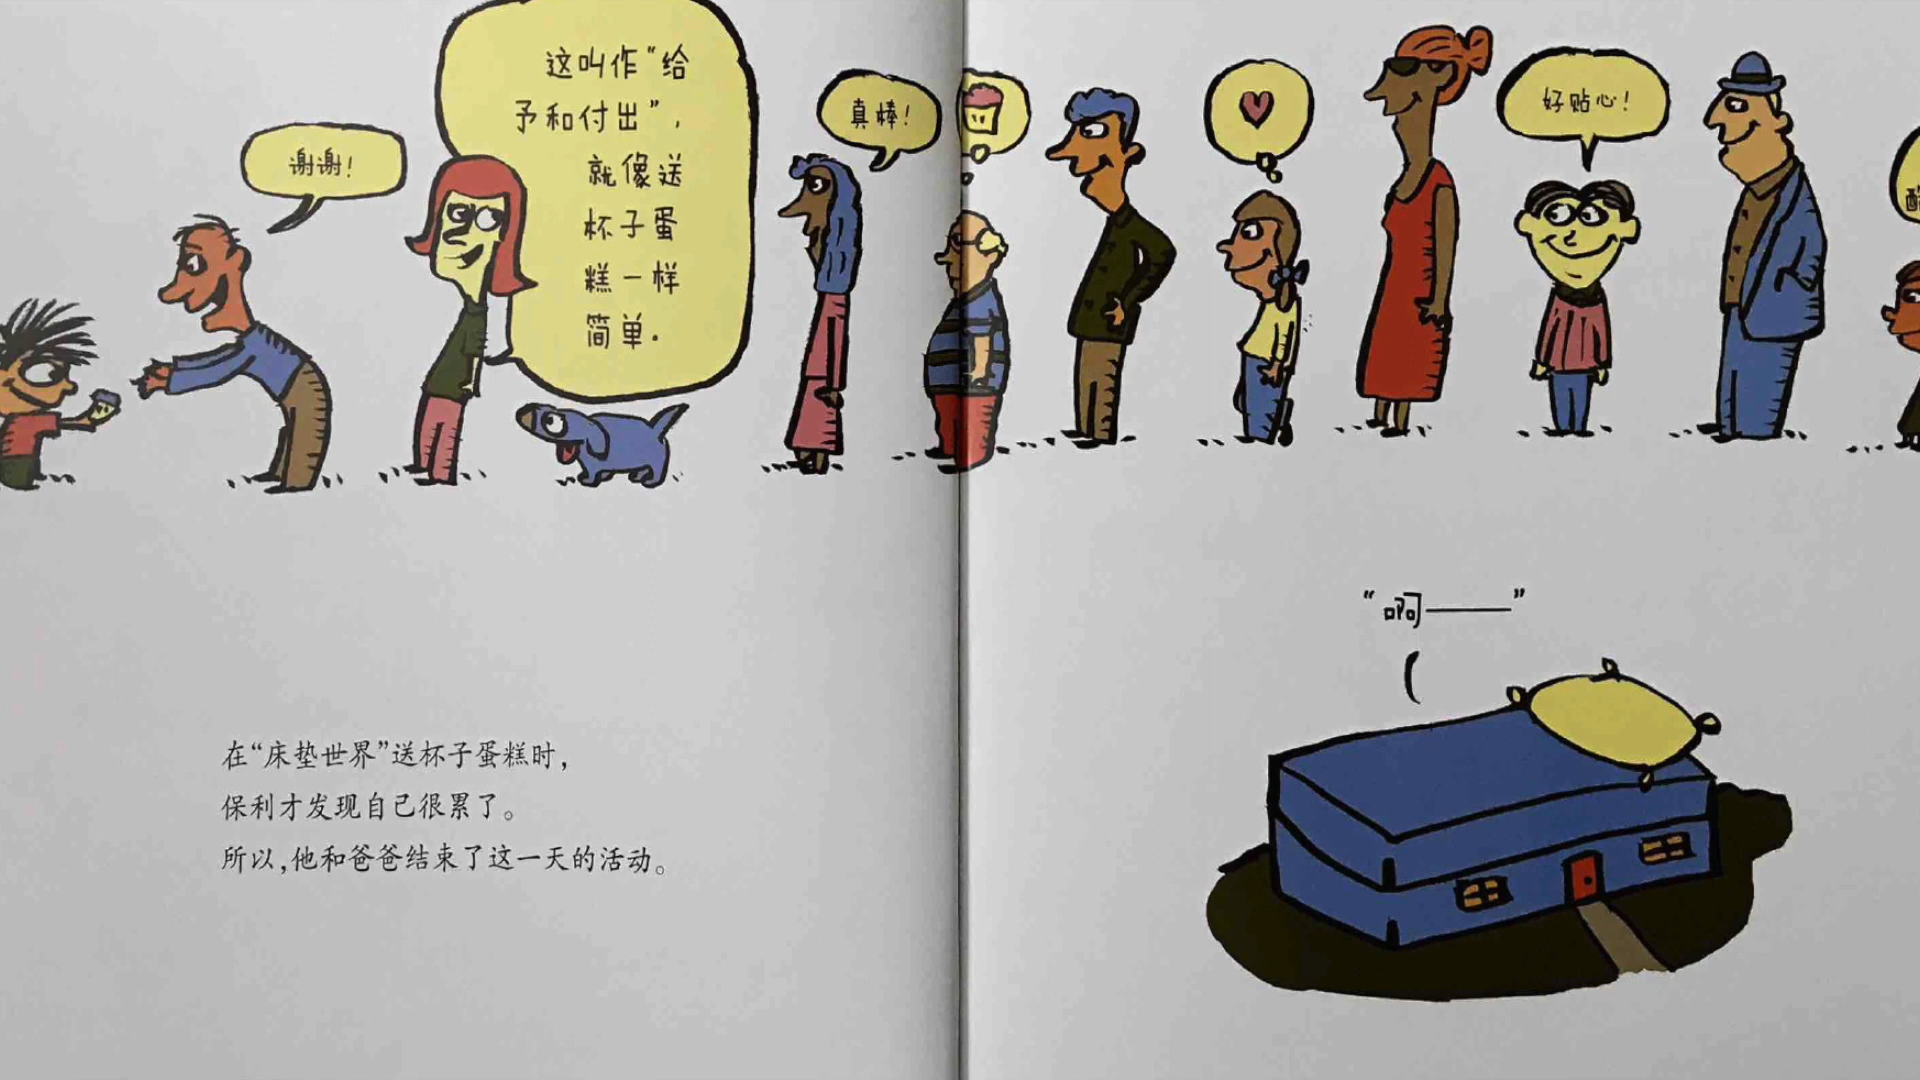 谢谢！
这叫作“给
予和付出”，
就像送
杯子蛋
糕一样
简单.
真棒！
好贴心！
在“床垫世界”送杯子蛋糕时，
保利才发现自己很累了。
所以，他和爸爸结束了这一天的活动。
“啊——”